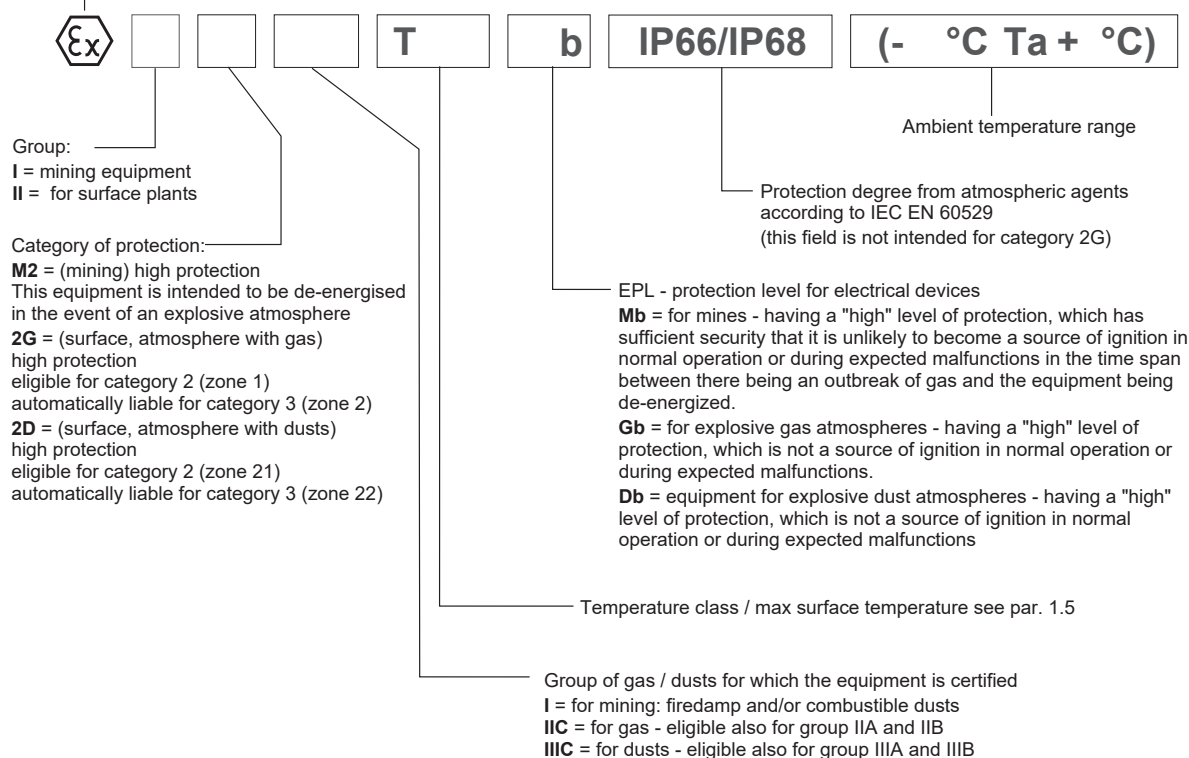 Ex T b IP66/IP68 (- °C Ta + °C)
Ambient temperature range
Group:
I = mining equipment
II = for surface plants
Protection degree from atmospheric agents
according to IEC EN 60529
(this field is not intended for category 2G)
Category of protection:
M2 = (mining) high protection
This equipment is intended to be de-energised
in the event of an explosive atmosphere
2G = (surface, atmosphere with gas)
high protection
eligible for category 2 (zone 1)
automatically liable for category 3 (zone 2)
2D = (surface, atmosphere with dusts)
high protection
eligible for category 2 (zone 21)
automatically liable for category 3 (zone 22)
EPL - protection level for electrical devices
Mb = for mines - having a "high" level of protection, which has
sufficient security that it is unlikely to become a source of ignition in
normal operation or during expected malfunctions in the time span
between there being an outbreak of gas and the equipment being
de-energized.
Gb = for explosive gas atmospheres - having a "high" level of
protection, which is not a source of ignition in normal operation or
during expected malfunctions.
Db = equipment for explosive dust atmospheres - having a "high"
level of protection, which is not a source of ignition in normal
operation or during expected malfunctions
Temperature class / max surface temperature see par. 1.5
Group of gas / dusts for which the equipment is certified
I = for mining: firedamp and/or combustible dusts
IIC = for gas - eligible also for group IIA and IIB
IIIC = for dusts - eligible also for group IIIA and IIIB